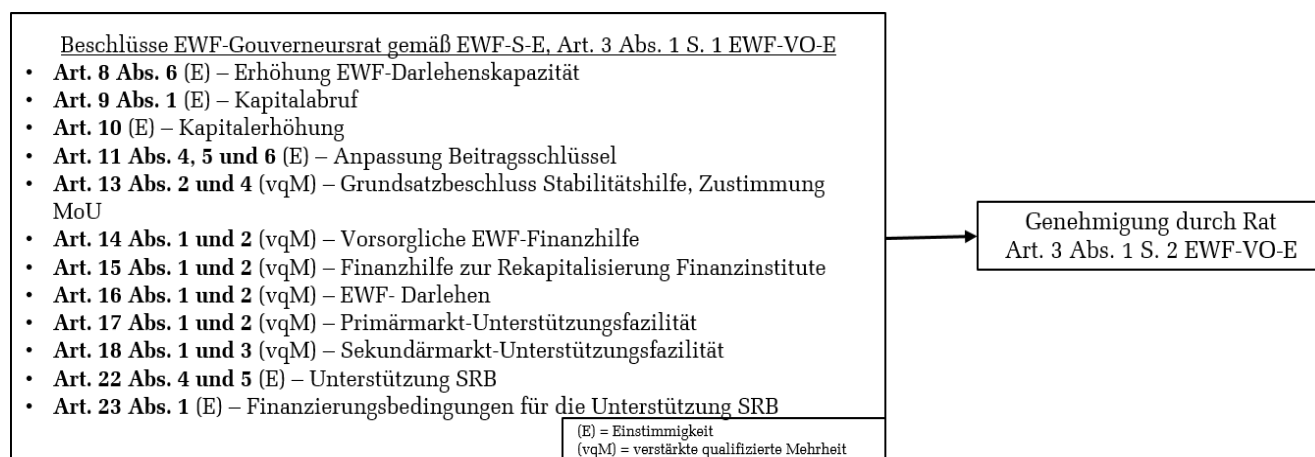 Beschlüsse EWF-Gouverneursrat gemäß EWF-S-E, Art. 3 Abs. 1 S. 1 EWF-VO-E
• Art. 8 Abs. 6 (E) – Erhöhung EWF-Darlehenskapazität
• Art. 9 Abs. 1 (E) – Kapitalabruf
• Art. 10 (E) – Kapitalerhöhung
• Art. 11 Abs. 4, 5 und 6 (E) – Anpassung Beitragsschlüssel
• Art. 13 Abs. 2 und 4 (vqM) – Grundsatzbeschluss Stabilitätshilfe, Zustimmung
MoU
• Art. 14 Abs. 1 und 2 (vqM) – Vorsorgliche EWF-Finanzhilfe
• Art. 15 Abs. 1 und 2 (vqM) – Finanzhilfe zur Rekapitalisierung Finanzinstitute
• Art. 16 Abs. 1 und 2 (vqM) – EWF- Darlehen
• Art. 17 Abs. 1 und 2 (vqM) – Primärmarkt-Unterstützungsfazilität
• Art. 18 Abs. 1 und 3 (vqM) – Sekundärmarkt-Unterstützungsfazilität
• Art. 22 Abs. 4 und 5 (E) – Unterstützung SRB
• Art. 23 Abs. 1 (E) – Finanzierungsbedingungen für die Unterstützung SRB
(E) = Einstimmigkeit
(vqM) = verstärkte qualifizierte Mehrheit
Genehmigung durch Rat
Art. 3 Abs. 1 S. 2 EWF-VO-E